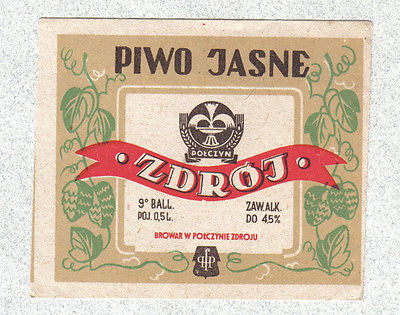 PIWO JASNE
POŁCZYN
• ZDRÓJ •
9° BALL.
POJ. 0,5 L.
ZAW. ALK.
DO 4,5%
BROWAR W POŁCZYNIE ZDROJU